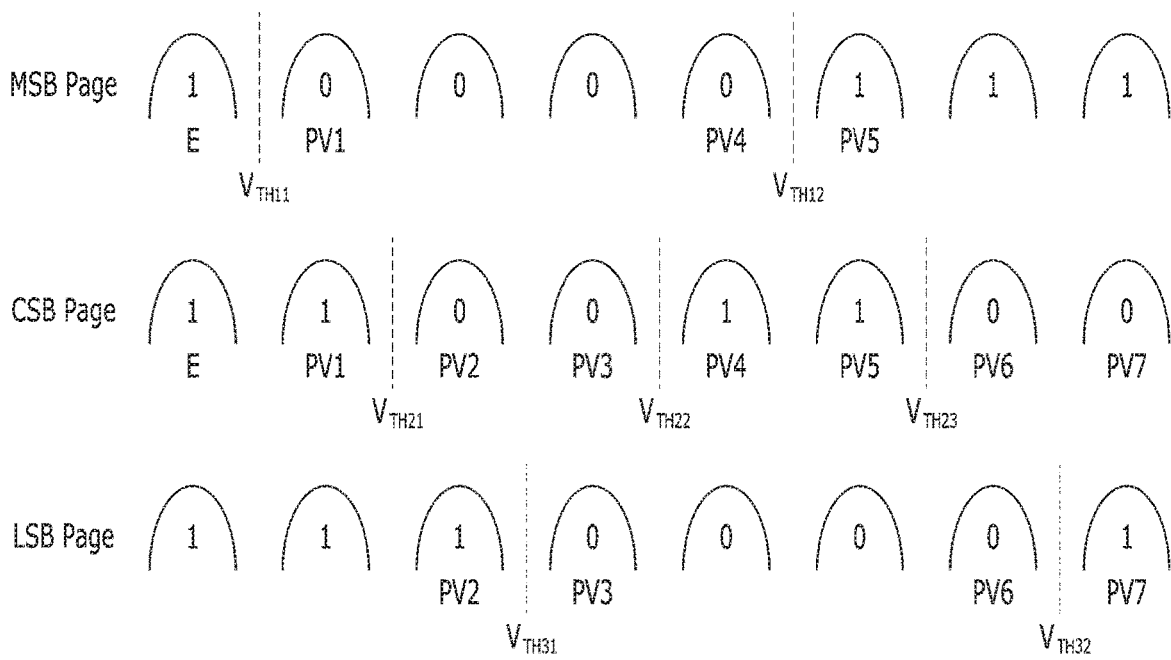 MSB Page 1 0 0 0 0 1 1 1
E PV1 PV4 PV5
VTH11 VTH12
CSB Page 1 1 0 0 1 1 0 0
E PV1 PV2 PV3 PV4 PV5 PV6 PV7
VTH21 VTH22 VTH23
LSB Page 1 1 1 0 0 0 0 1
PV2 PV3 PV6 PV7
VTH31 VTH32